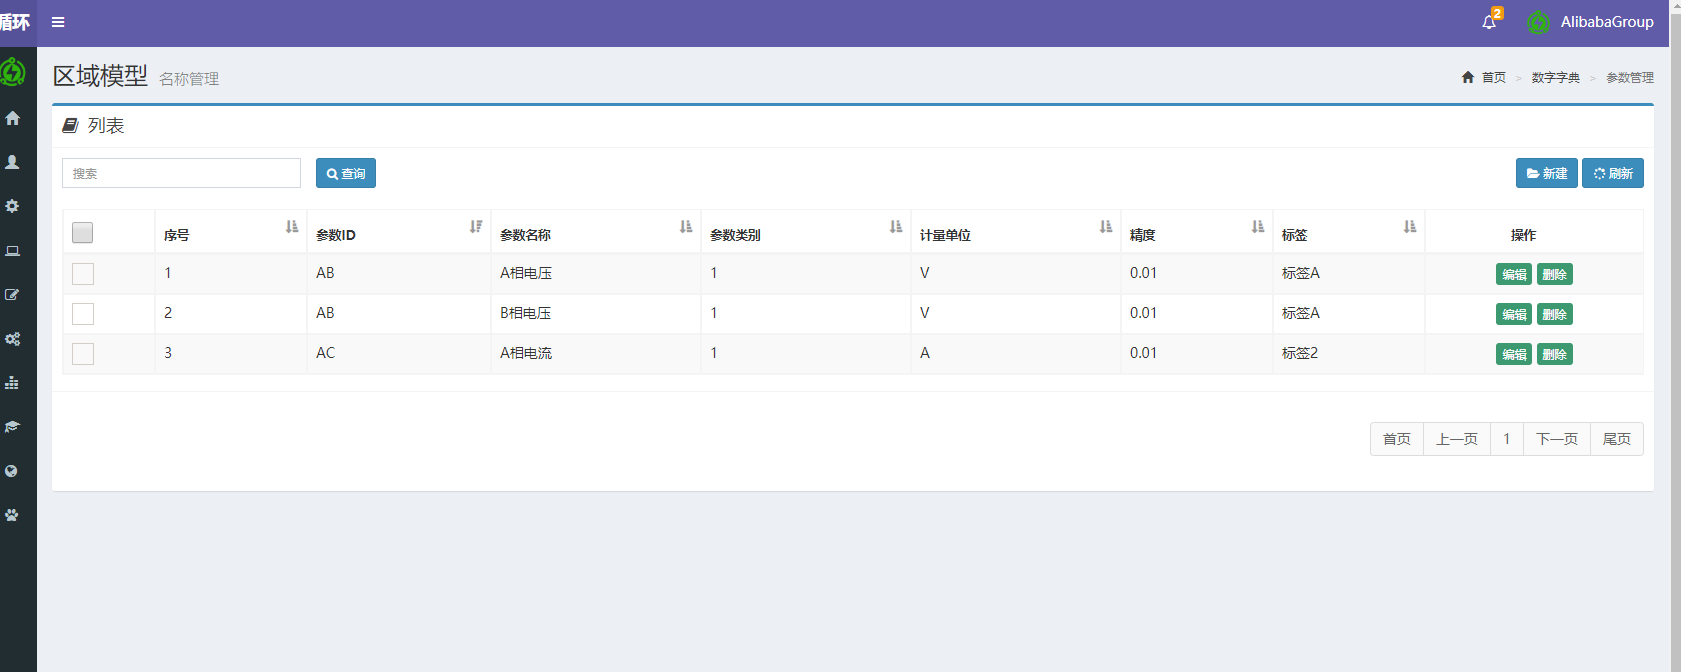 循环
2 AlibabaGroup
区域模型 名称管理
首页 > 数字字典 > 参数管理
列表
搜索 查询 新建 刷新
序号 参数ID 参数名称 参数类别 计量单位 精度 标签 操作
1 AB A相电压 1 V 0.01 标签A 编辑 删除
2 AB B相电压 1 V 0.01 标签A 编辑 删除
3 AC A相电流 1 A 0.01 标签2 编辑 删除
首页 上一页 1 下一页 尾页